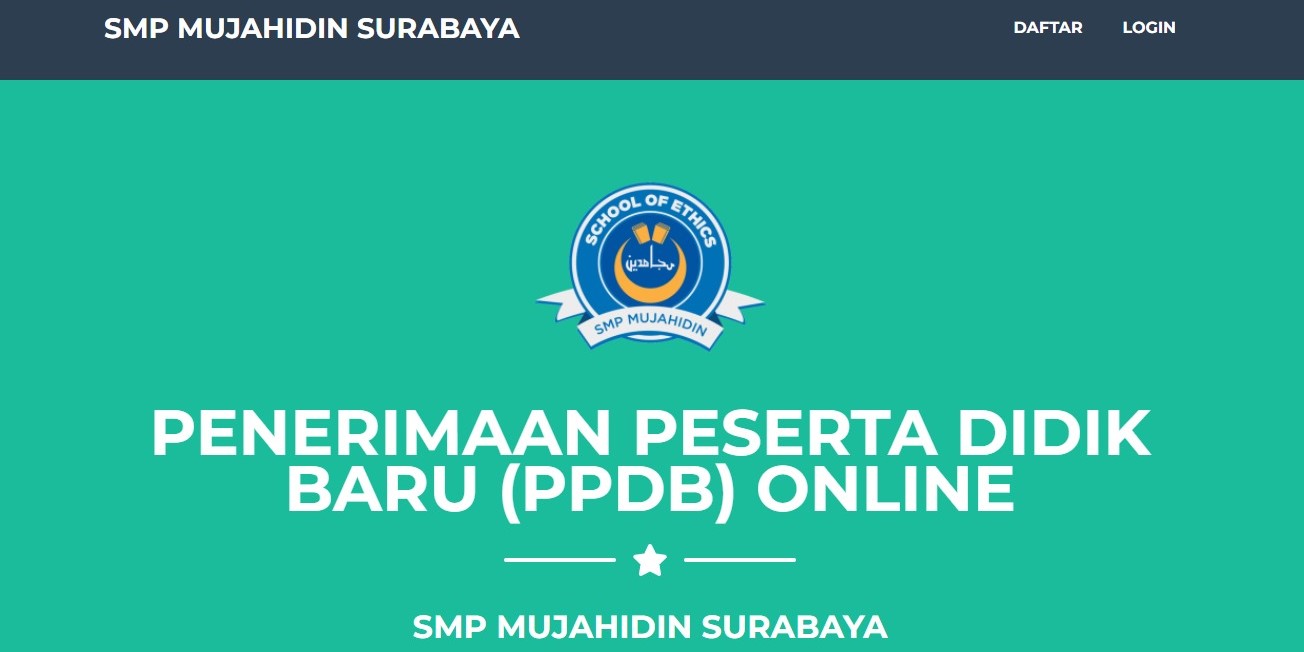 SMP MUJAHIDIN SURABAYA
DAFTAR
LOGIN
SCHOOL OF ETHICS
مجاهدين
SMP MUJAHIDIN
PENERIMAAN PESERTA DIDIK
BARU (PPDB) ONLINE
SMP MUJAHIDIN SURABAYA